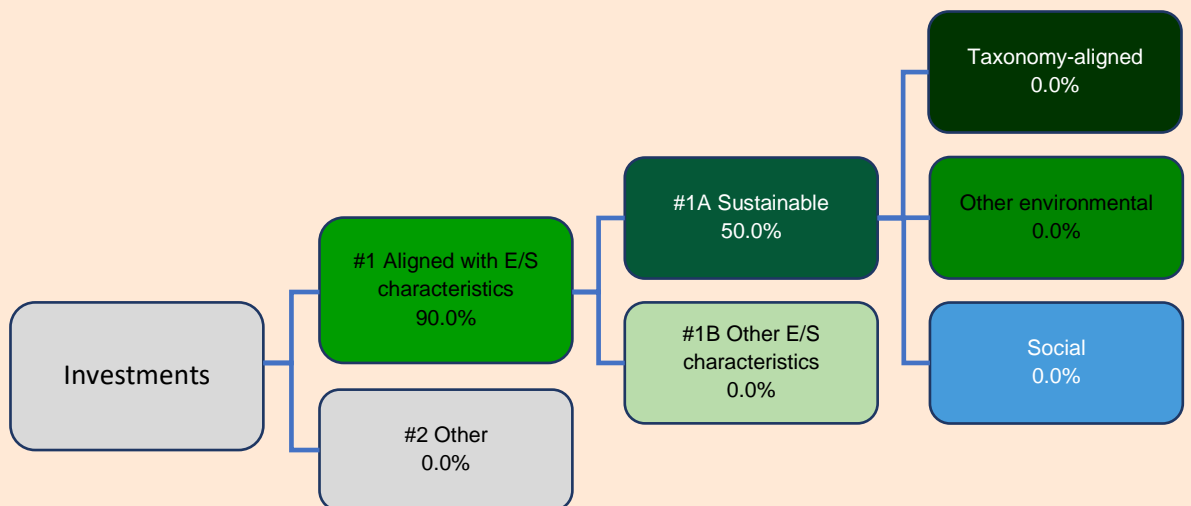 Investments
#1 Aligned with E/S
characteristics
90.0%
#2 Other
0.0%
#1A Sustainable
50.0%
#1B Other E/S
characteristics
0.0%
Taxonomy-aligned
0.0%
Other environmental
0.0%
Social
0.0%